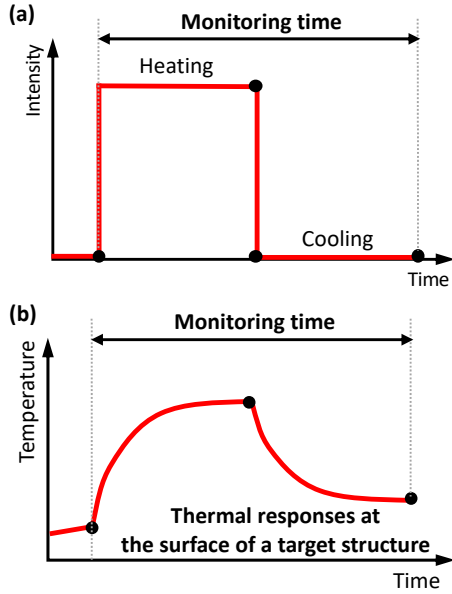 (a)
Monitoring time
Intensity
Heating
Cooling
Time
(b)
Monitoring time
Temperature
Thermal responses at
the surface of a target structure
Time